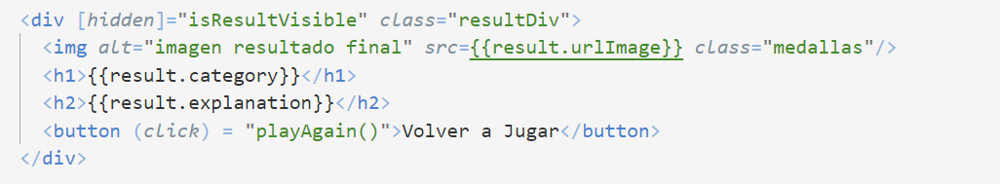 <div [hidden]="isResultVisible" class="resultDiv">
<img alt="imagen resultado final" src={{result.urlImage}} class="medallas"/>
<h1>{{result.category}}</h1>
<h2>{{result.explanation}}</h2>
<button (click) = "playAgain()">Volver a Jugar</button>
</div>